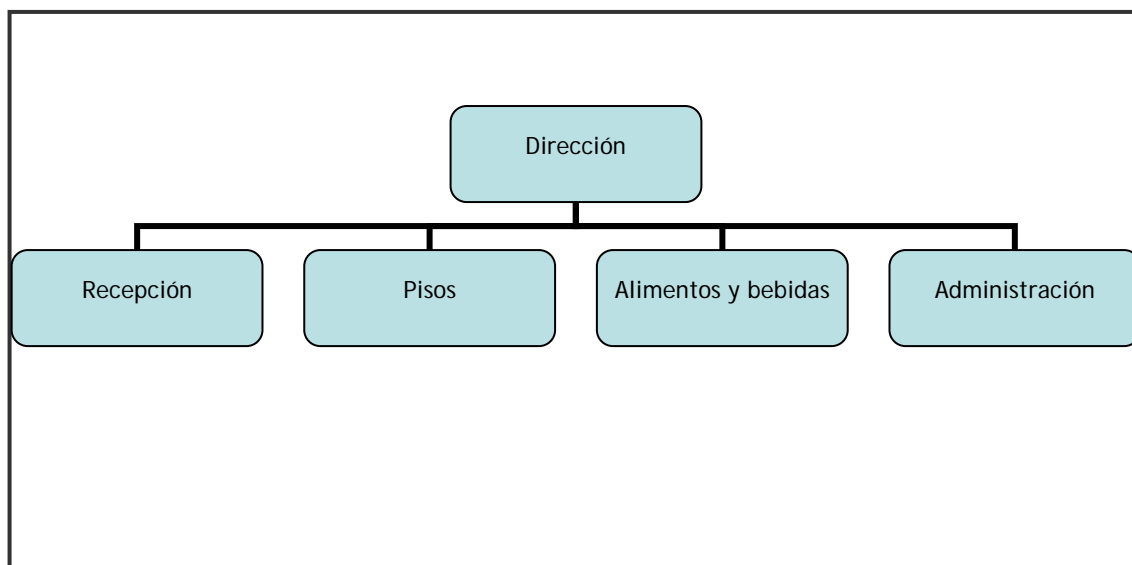 Dirección
Recepción
Pisos
Alimentos y bebidas
Administración